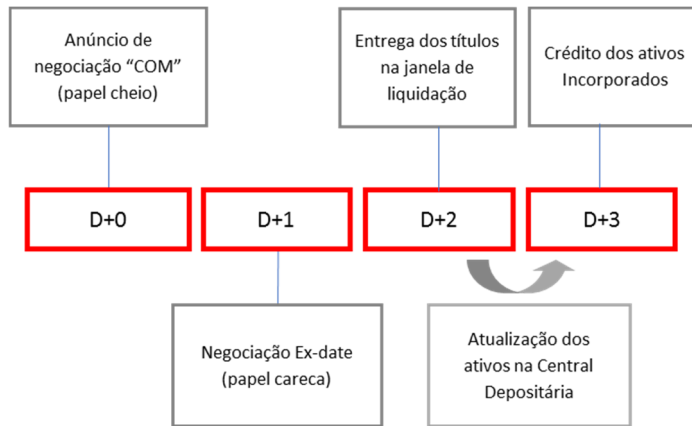 Anúncio de
negociação “COM”
(papel cheio)
Entrega dos títulos
na janela de
liquidação
Crédito dos ativos
Incorporados
D+0
D+1
D+2
D+3
Negociação Ex-date
(papel careca)
Atualização dos
ativos na Central
Depositária